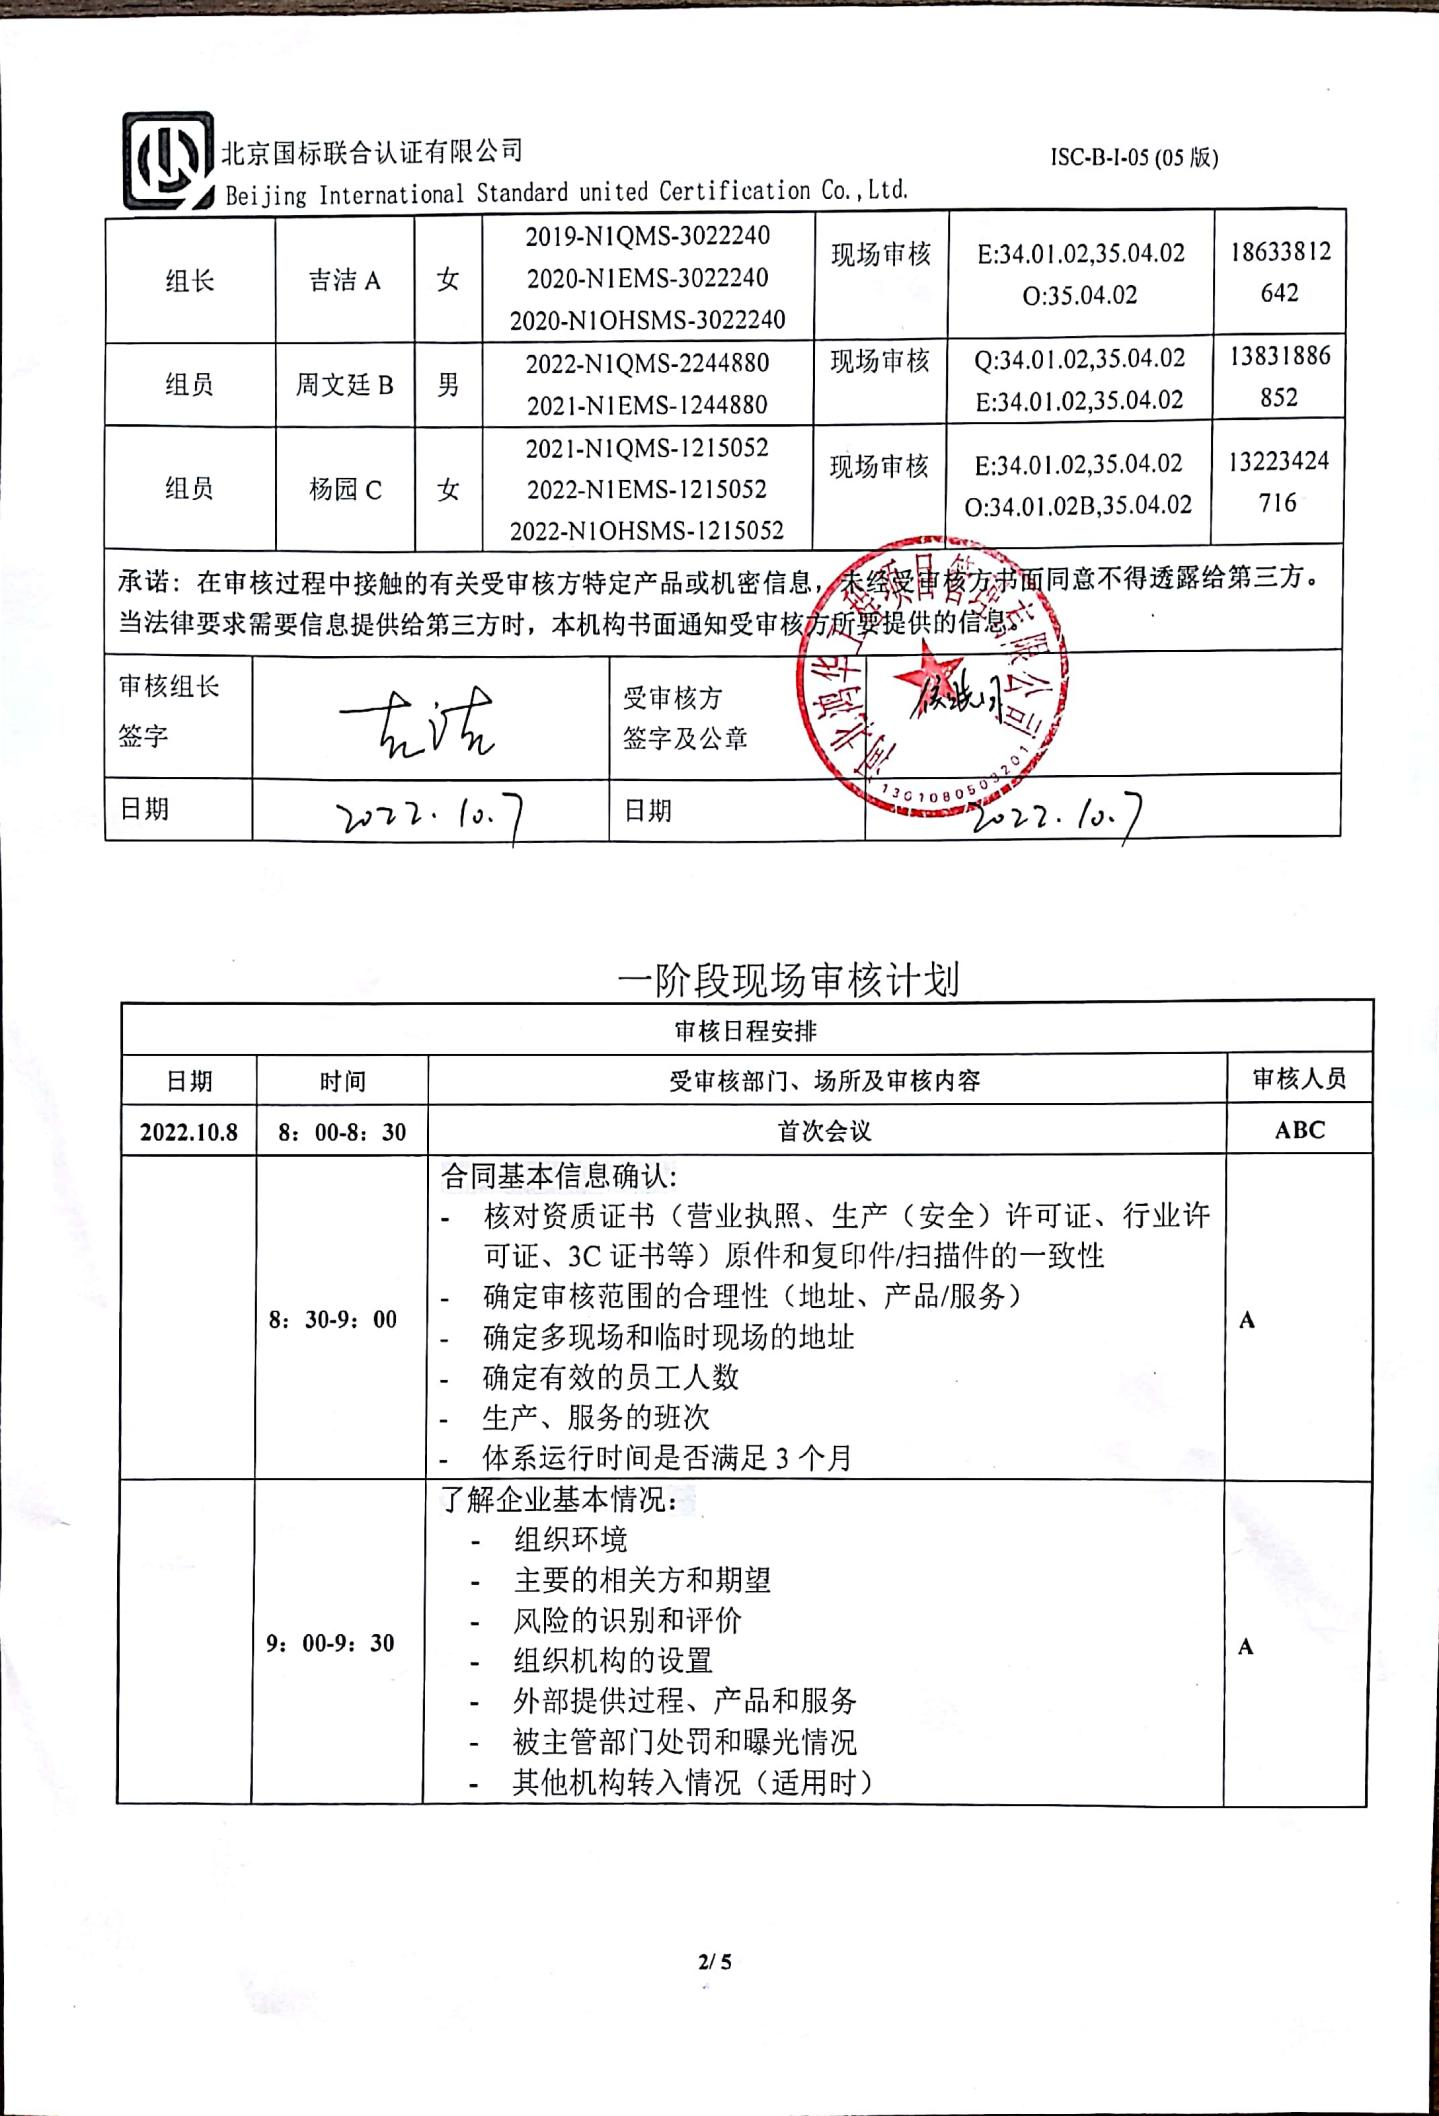 北京国标联合认证有限公司
ISC-B-I-05 (05 版)
Beijing International Standard united Certification Co.,Ltd.
组长 吉洁 A 女 2019-N1QMS-3022240 2020-N1EMS-3022240 2020-N1OHSMS-3022240 现场审核 E:34.01.02,35.04.02 O:35.04.02 18633812642
组员 周文廷 B 男 2022-N1QMS-2244880 2021-N1EMS-1244880 现场审核 Q:34.01.02,35.04.02 E:34.01.02,35.04.02 13831886852
组员 杨园 C 女 2021-N1QMS-1215052 2022-N1EMS-1215052 2022-N1OHSMS-1215052 现场审核 E:34.01.02,35.04.02 O:34.01.02B,35.04.02 13223424716
承诺：在审核过程中接触的有关受审核方特定产品或机密信息，未经受审核方书面同意不得透露给第三方。
当法律要求需要信息提供给第三方时，本机构书面通知受审核方所要提供的信息。
审核组长
签字
吉洁
受审核方
签字及公章
河北鸿华工程项目管理有限公司
1301080503201
日期 2022.10.7 日期 2022.10.7
一阶段现场审核计划
审核日程安排
日期 时间 受审核部门、场所及审核内容 审核人员
2022.10.8 8：00-8：30 首次会议 ABC
8：30-9：00
合同基本信息确认:
- 核对资质证书（营业执照、生产（安全）许可证、行业许
可证、3C 证书等）原件和复印件/扫描件的一致性
- 确定审核范围的合理性（地址、产品/服务）
- 确定多现场和临时现场的地址
- 确定有效的员工人数
- 生产、服务的班次
- 体系运行时间是否满足 3 个月
A
9：00-9：30
了解企业基本情况:
- 组织环境
- 主要的相关方和期望
- 风险的识别和评价
- 组织机构的设置
- 外部提供过程、产品和服务
- 被主管部门处罚和曝光情况
- 其他机构转入情况（适用时）
A
2/ 5